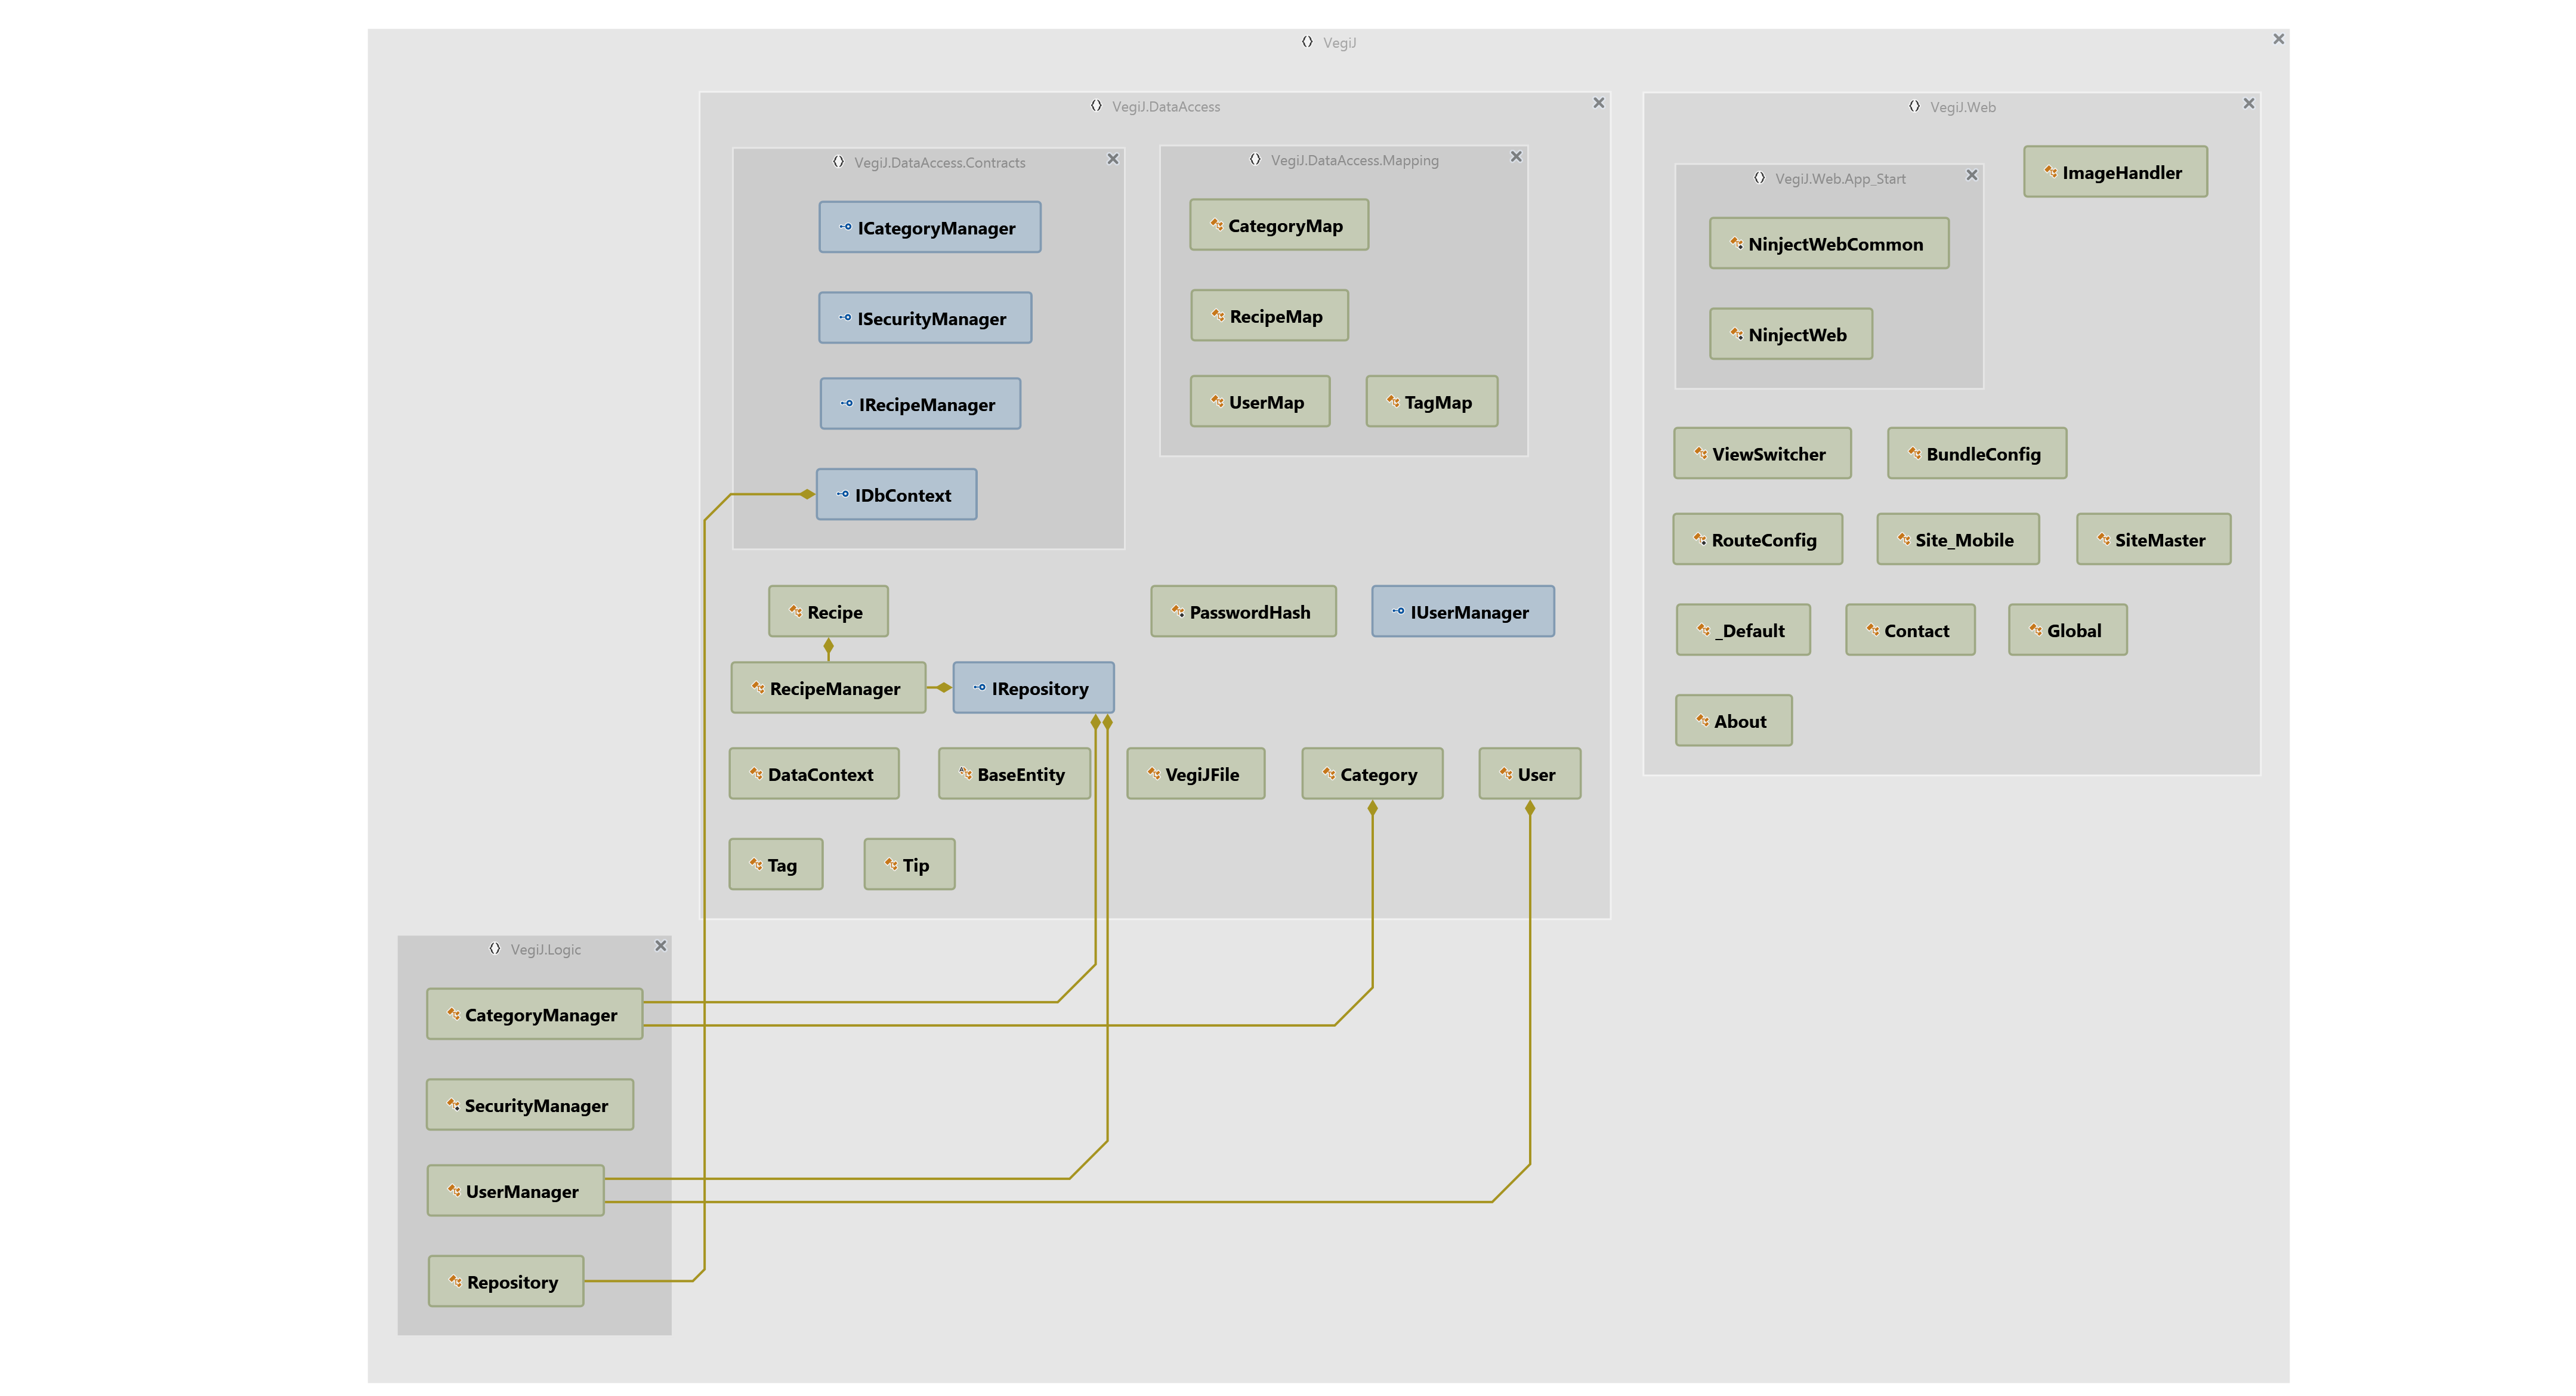 VegiJ
VegiJ.DataAccess
VegiJ.DataAccess.Contracts
ICategoryManager
ISecurityManager
IRecipeManager
IDbContext
VegiJ.DataAccess.Mapping
CategoryMap
RecipeMap
UserMap
TagMap
Recipe
PasswordHash
IUserManager
RecipeManager
IRepository
DataContext
BaseEntity
VegiJFile
Category
User
Tag
Tip
VegiJ.Web
ImageHandler
VegiJ.Web.App_Start
NinjectWebCommon
NinjectWeb
ViewSwitcher
BundleConfig
RouteConfig
Site_Mobile
SiteMaster
_Default
Contact
Global
About
VegiJ.Logic
CategoryManager
SecurityManager
UserManager
Repository